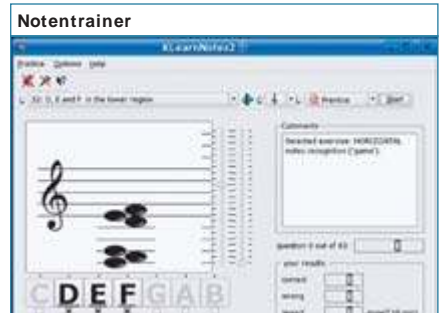 Notentrainer
KLearnNotes2
Practice Options Help
32: D, E and F in the lower region
Practice Start
Comments
Selected exercise: HORIZONTAL
notes recognition ('game').
question 0 out of 63
your results
correct
wrong
C D E F G A B